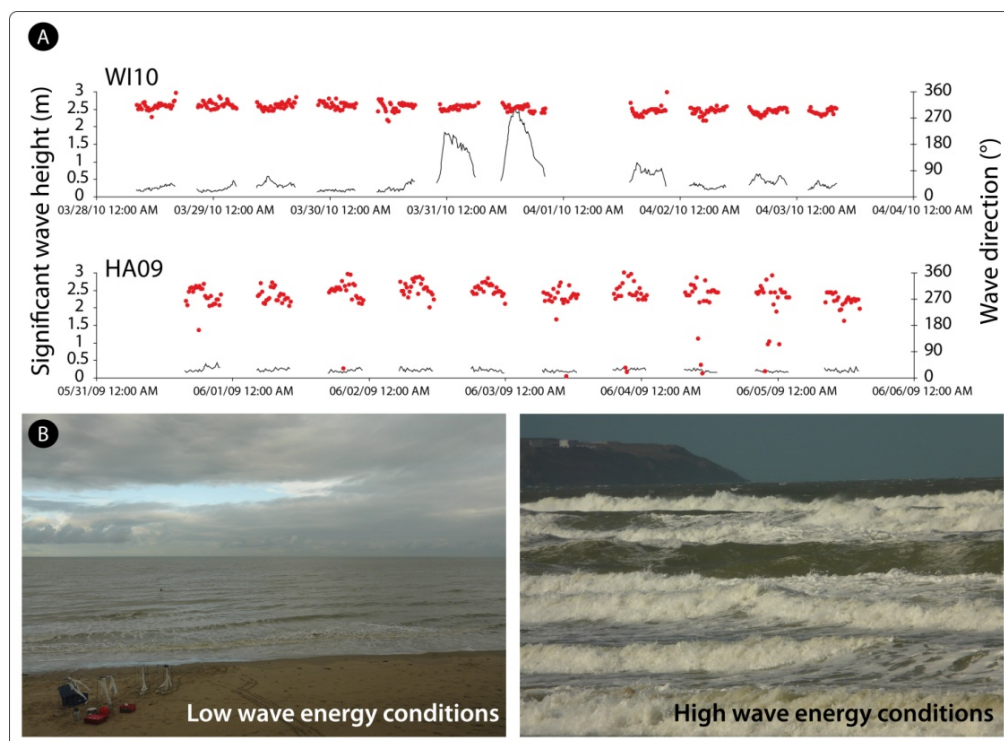 A
WI10
Significant wave height (m)
Wave direction (°)
3
2.5
2
1.5
1
0.5
0
360
270
180
90
0
03/28/10 12:00 AM 03/29/10 12:00 AM 03/30/10 12:00 AM 03/31/10 12:00 AM 04/01/10 12:00 AM 04/02/10 12:00 AM 04/03/10 12:00 AM 04/04/10 12:00 AM
HA09
3
2.5
2
1.5
1
0.5
0
360
270
180
90
0
05/31/09 12:00 AM 06/01/09 12:00 AM 06/02/09 12:00 AM 06/03/09 12:00 AM 06/04/09 12:00 AM 06/05/09 12:00 AM 06/06/09 12:00 AM
B
Low wave energy conditions
High wave energy conditions